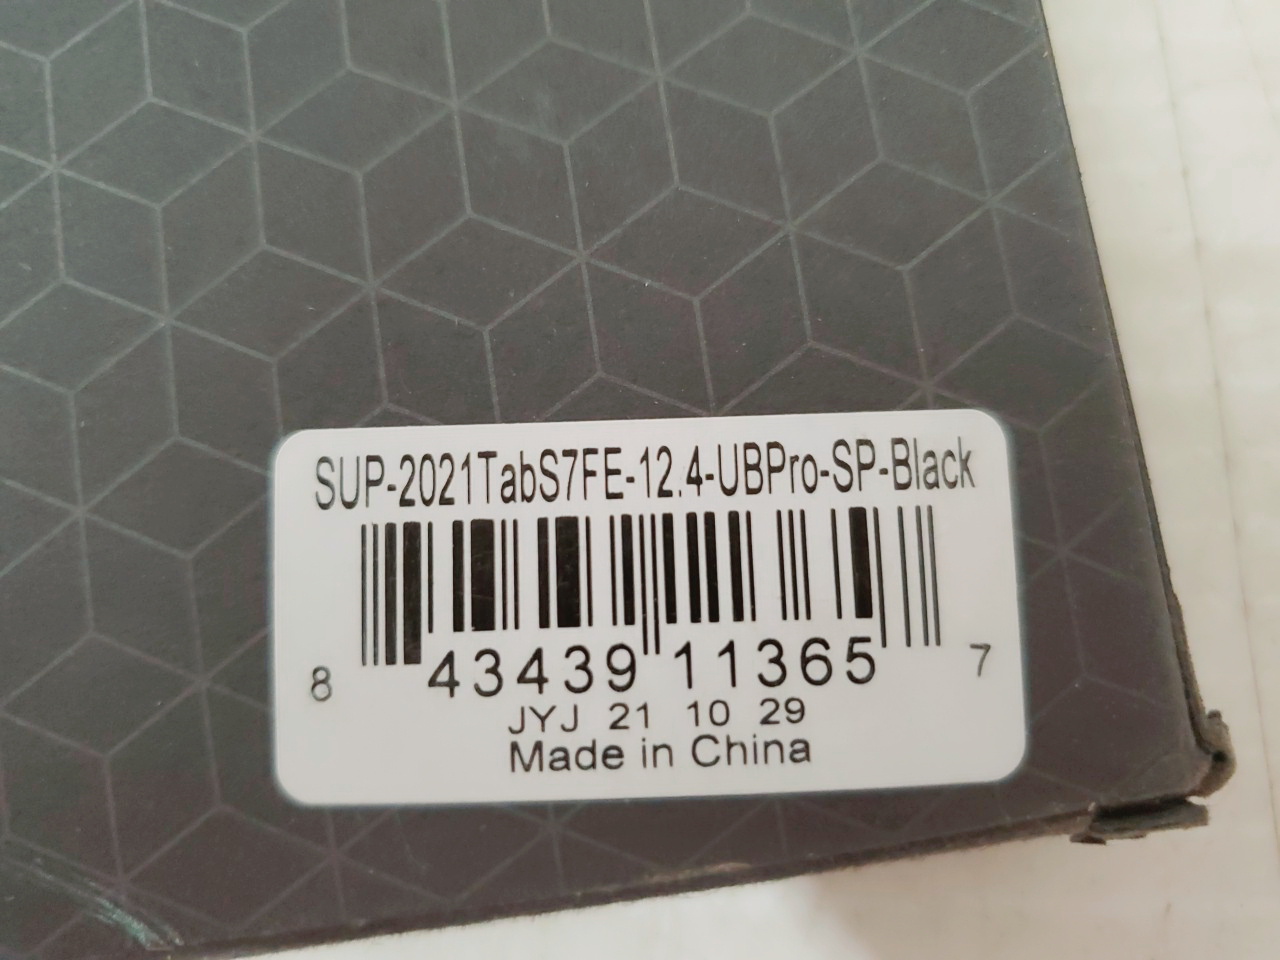 SUP-2021TabS7FE-12.4-UBPro-SP-Black
8 43439 11365 7
JYJ 21 10 29
Made in China